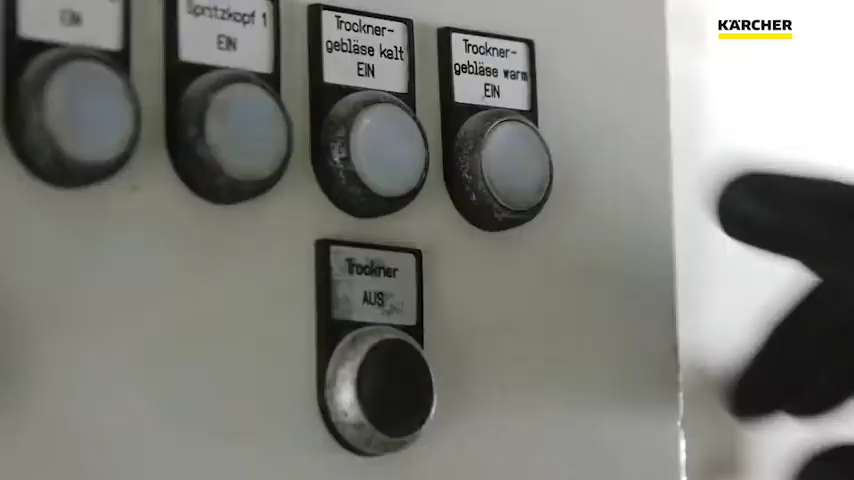 KÄRCHER
EIN
Spritzkopf 1
EIN
Trockner-
gebläse kalt
EIN
Trockner-
gebläse warm
EIN
Trockner
AUS